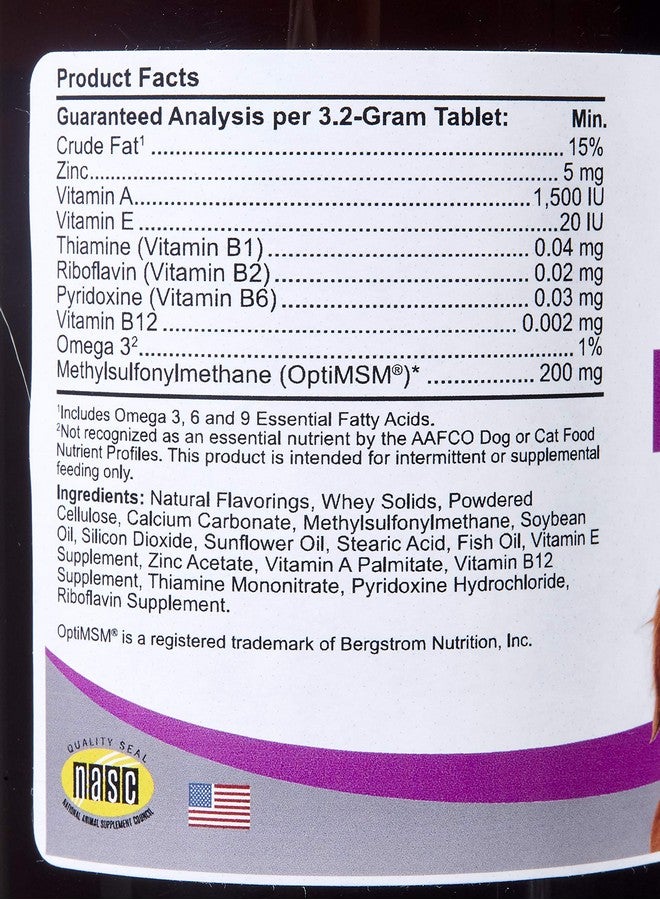 Product Facts
Guaranteed Analysis per 3.2-Gram Tablet: Min.
Crude Fat¹ ........ 15%
Zinc........ 5 mg
Vitamin A........1,500 IU
Vitamin E ........20 IU
Thiamine (Vitamin B1)........ 0.04 mg
Riboflavin (Vitamin B2)........ 0.02 mg
Pyridoxine (Vitamin B6)........ 0.03 mg
Vitamin B12 ........ 0.002 mg
Omega 3²........ 1%
Methylsulfonylmethane (OptiMSM®)* ........ 200 mg
¹Includes Omega 3, 6 and 9 Essential Fatty Acids.
²Not recognized as an essential nutrient by the AAFCO Dog or Cat Food
Nutrient Profiles. This product is intended for intermittent or supplemental
feeding only.
Ingredients: Natural Flavorings, Whey Solids, Powdered
Cellulose, Calcium Carbonate, Methylsulfonylmethane, Soybean
Oil, Silicon Dioxide, Sunflower Oil, Stearic Acid, Fish Oil, Vitamin E
Supplement, Zinc Acetate, Vitamin A Palmitate, Vitamin B12
Supplement, Thiamine Mononitrate, Pyridoxine Hydrochloride,
Riboflavin Supplement.
OptiMSM® is a registered trademark of Bergstrom Nutrition, Inc.
QUALITY SEAL
nasc
NATIONAL ANIMAL SUPPLEMENT COUNCIL